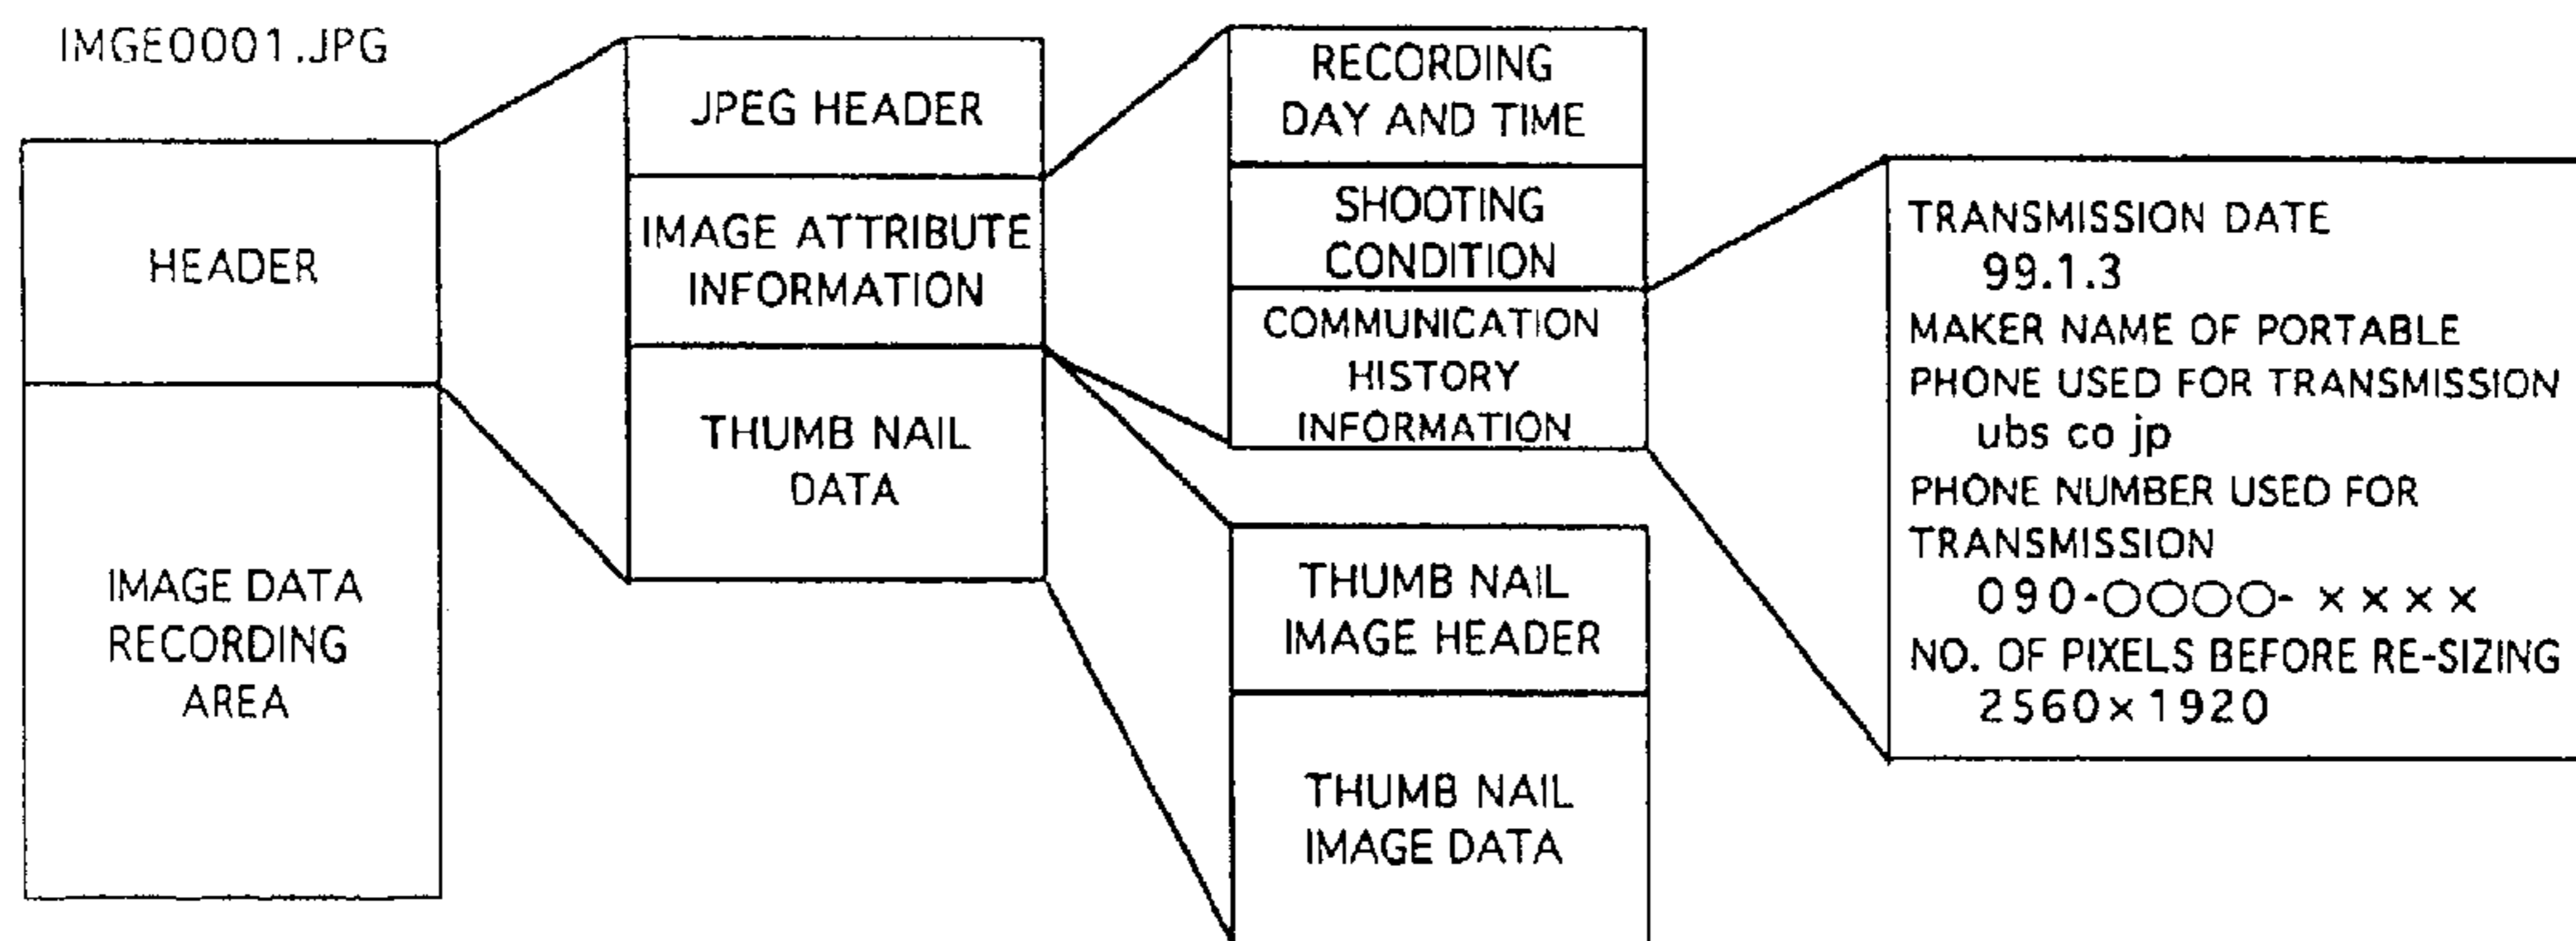 IMGE0001.JPG
HEADER
IMAGE DATA
RECORDING
AREA
JPEG HEADER
IMAGE ATTRIBUTE
INFORMATION
THUMB NAIL
DATA
RECORDING
DAY AND TIME
SHOOTING
CONDITION
COMMUNICATION
HISTORY
INFORMATION
THUMB NAIL
IMAGE HEADER
THUMB NAIL
IMAGE DATA
TRANSMISSION DATE
99.1.3
MAKER NAME OF PORTABLE
PHONE USED FOR TRANSMISSION
ubs co jp
PHONE NUMBER USED FOR
TRANSMISSION
090-○○○○-××××
NO. OF PIXELS BEFORE RE-SIZING
2560×1920